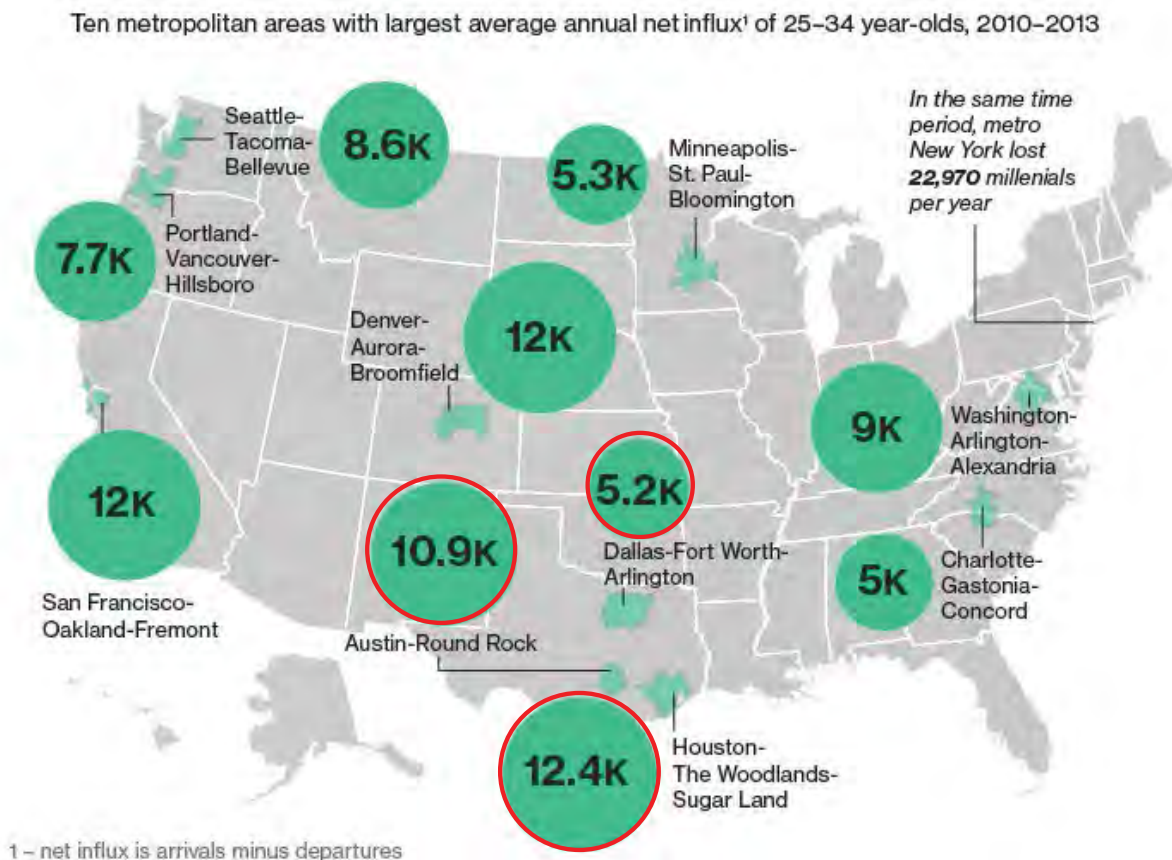 Ten metropolitan areas with largest average annual net influx¹ of 25–34 year-olds, 2010–2013
Seattle-
Tacoma-
Bellevue
8.6K
5.3K
Minneapolis-
St. Paul-
Bloomington
In the same time
period, metro
New York lost
22,970 millenials
per year
7.7K
Portland-
Vancouver-
Hillsboro
Denver-
Aurora-
Broomfield
12K
9K
Washington-
Arlington-
Alexandria
12K
San Francisco-
Oakland-Fremont
10.9K
Austin-Round Rock
5.2K
Dallas-Fort Worth-
Arlington
5K
Charlotte-
Gastonia-
Concord
12.4K
Houston-
The Woodlands-
Sugar Land
1 – net influx is arrivals minus departures